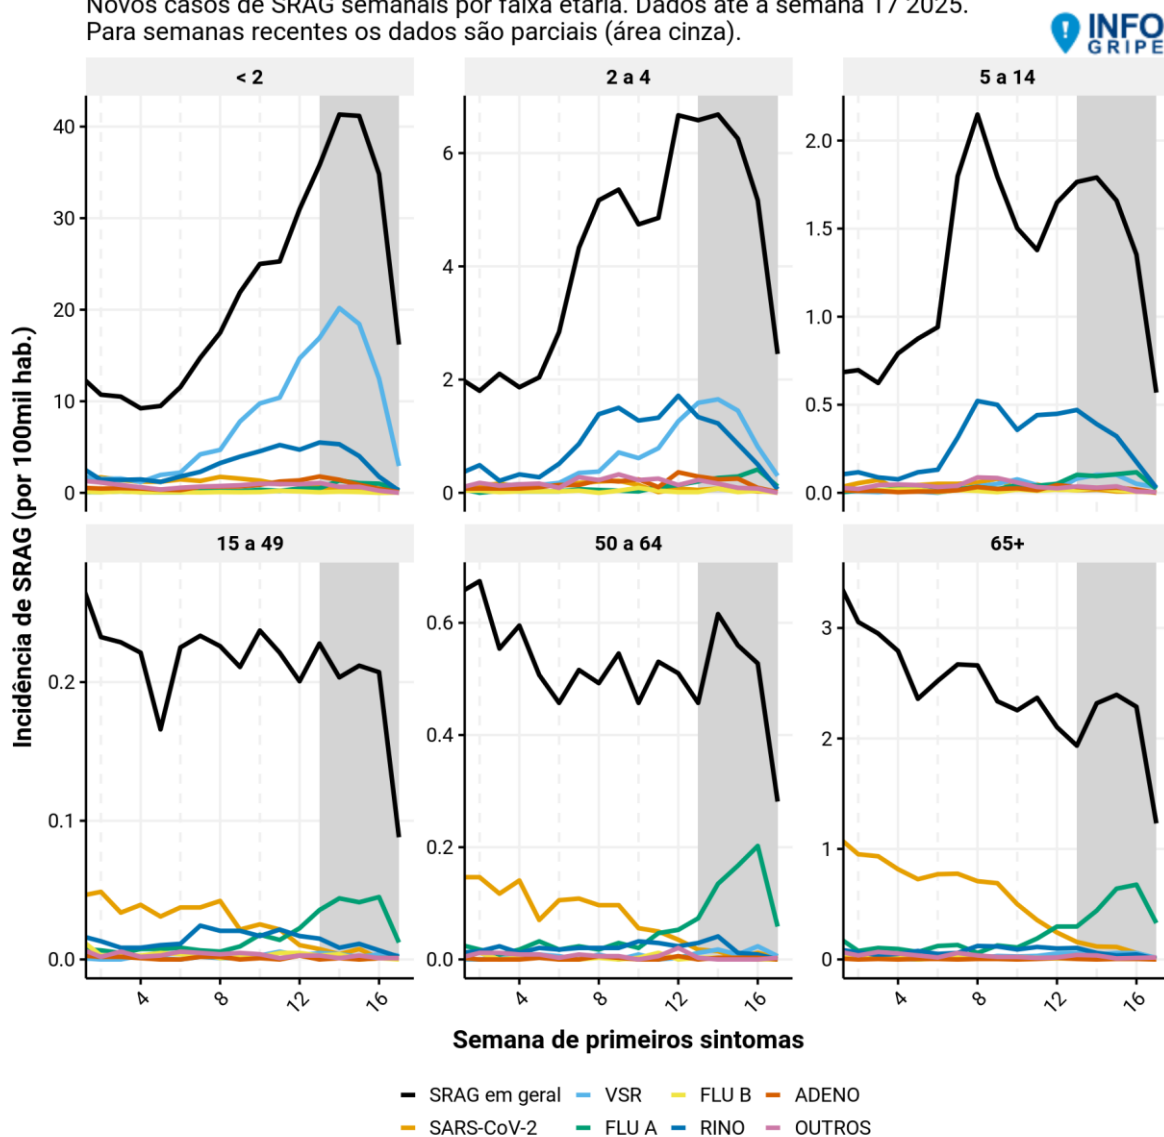 Novos casos de SRAG semanais por faixa etária. Dados até a semana 17 2025.
Para semanas recentes os dados são parciais (área cinza).
INFO
GRIPE
< 2
2 a 4
5 a 14
40
30
20
10
0
6
4
2
0
2.0
1.5
1.0
0.5
0.0
Incidência de SRAG (por 100mil hab.)
15 a 49
50 a 64
65+
0.2
0.1
0.0
0.6
0.4
0.2
0.0
3
2
1
0
4 8 12 16
4 8 12 16
4 8 12 16
Semana de primeiros sintomas
SRAG em geral VSR FLU B ADENO
SARS-CoV-2 FLU A RINO OUTROS